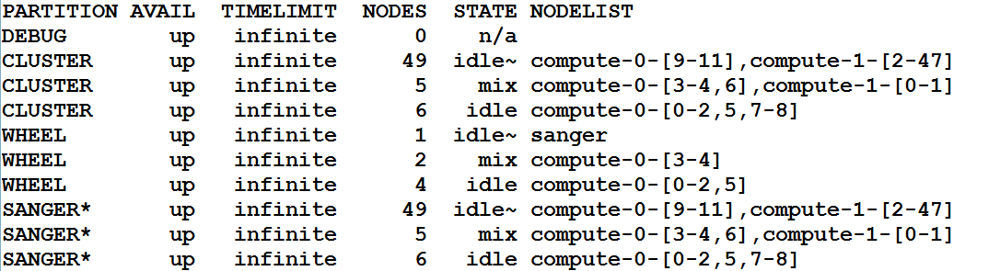 PARTITION AVAIL  TIMELIMIT  NODES  STATE NODELIST
DEBUG        up   infinite      0    n/a
CLUSTER      up   infinite     49  idle~ compute-0-[9-11],compute-1-[2-47]
CLUSTER      up   infinite      5    mix compute-0-[3-4,6],compute-1-[0-1]
CLUSTER      up   infinite      6   idle compute-0-[0-2,5,7-8]
WHEEL        up   infinite      1  idle~ sanger
WHEEL        up   infinite      2    mix compute-0-[3-4]
WHEEL        up   infinite      4   idle compute-0-[0-2,5]
SANGER*      up   infinite     49  idle~ compute-0-[9-11],compute-1-[2-47]
SANGER*      up   infinite      5    mix compute-0-[3-4,6],compute-1-[0-1]
SANGER*      up   infinite      6   idle compute-0-[0-2,5,7-8]